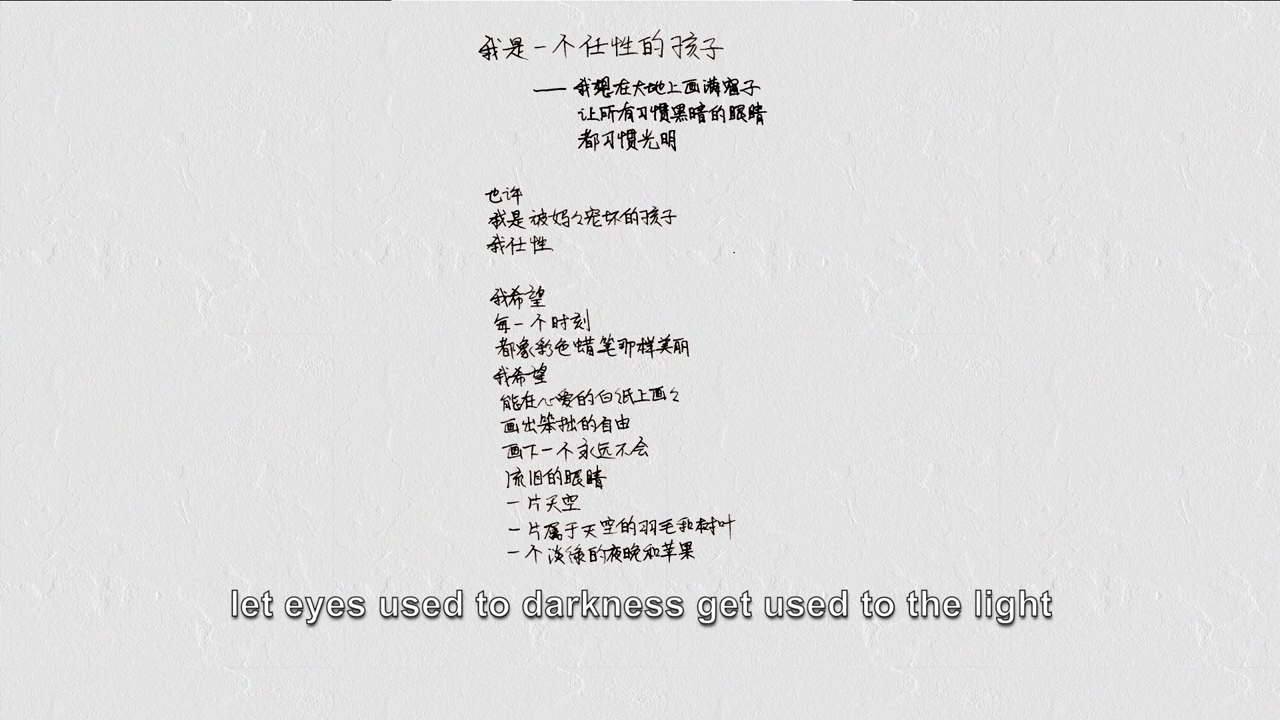 我是一个任性的孩子
——我想在大地上画满窗子
让所有习惯黑暗的眼睛
都习惯光明
也许
我是被妈々宠坏的孩子
我任性
我希望
每一个时刻
都象彩色蜡笔那样美丽
我希望
能在心爱的白纸上画々
画出笨拙的自由
画下一个永远不会
流泪的眼睛
一片天空
一片属于天空的羽毛和树叶
一个淡绿的夜晚和苹果
let eyes used to darkness get used to the light